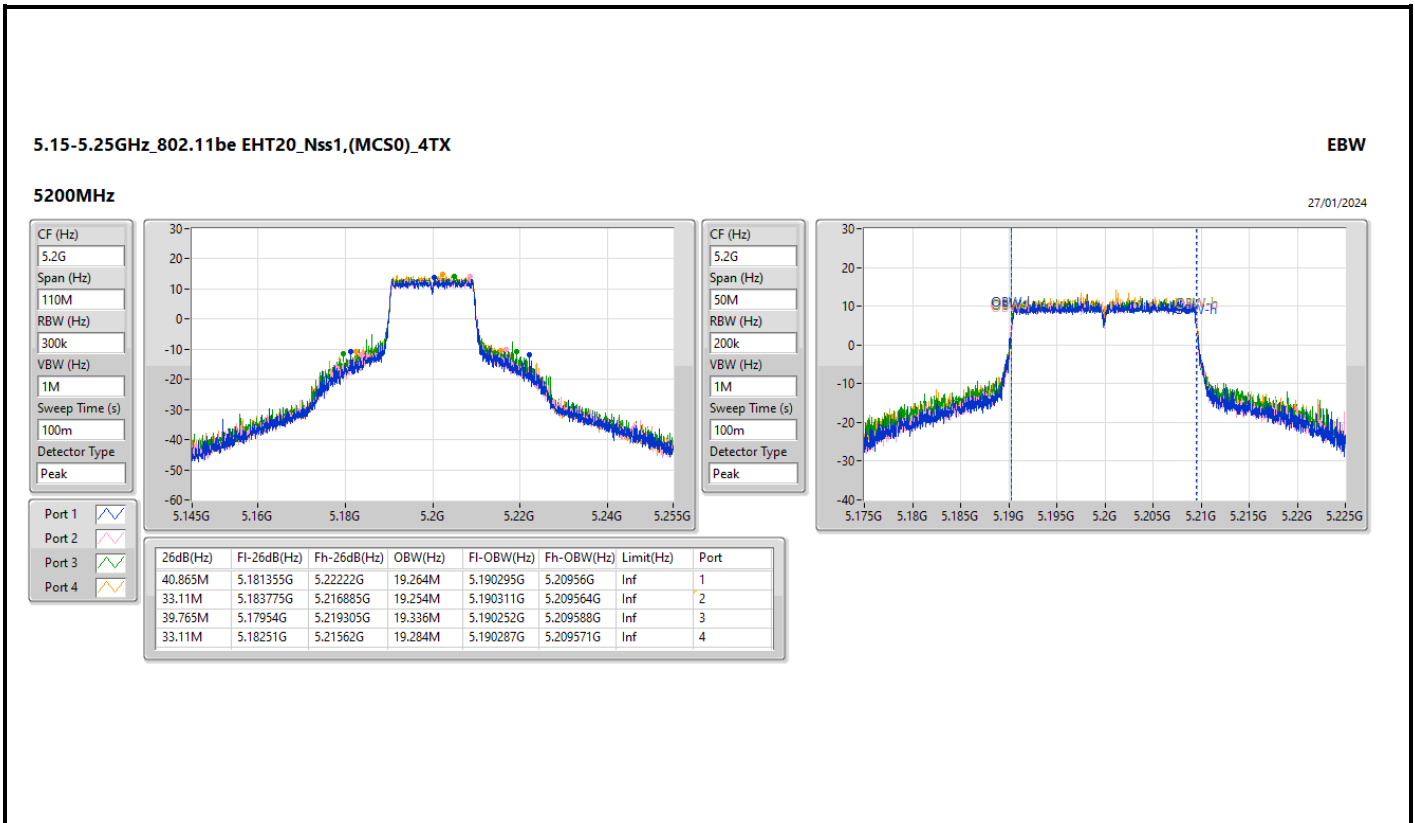 5.15-5.25GHz_802.11be EHT20_Nss1,(MCS0)_4TX
EBW
5200MHz
27/01/2024
CF (Hz)
5.2G
Span (Hz)
110M
RBW (Hz)
300k
VBW (Hz)
1M
Sweep Time (s)
100m
Detector Type
Peak
30
20
10
0
-10
-20
-30
-40
-50
-60
5.145G 5.16G 5.18G 5.2G 5.22G 5.24G 5.255G
CF (Hz)
5.2G
Span (Hz)
50M
RBW (Hz)
200k
VBW (Hz)
1M
Sweep Time (s)
100m
Detector Type
Peak
30
20
10
0
-10
-20
-30
-40
5.175G 5.18G 5.185G 5.19G 5.195G 5.2G 5.205G 5.21G 5.215G 5.22G 5.225G
Port 1
Port 2
Port 3
Port 4
26dB(Hz) Fl-26dB(Hz) Fh-26dB(Hz) OBW(Hz) Fl-OBW(Hz) Fh-OBW(Hz) Limit(Hz) Port
40.865M 5.181355G 5.22222G 19.264M 5.190295G 5.20956G Inf 1
33.11M 5.183775G 5.216885G 19.254M 5.190311G 5.209564G Inf 2
39.765M 5.17954G 5.219305G 19.336M 5.190252G 5.209588G Inf 3
33.11M 5.18251G 5.21562G 19.284M 5.190287G 5.209571G Inf 4